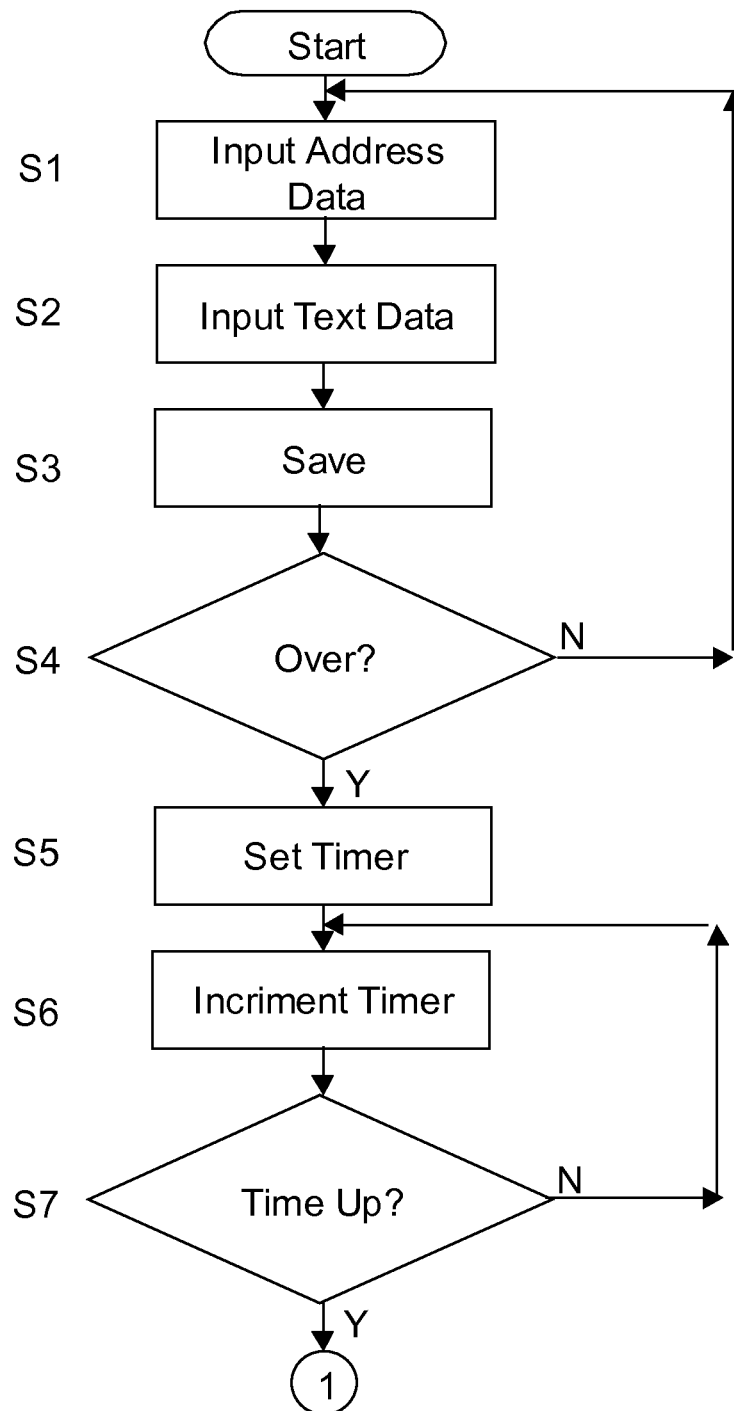 Start
S1
Input Address
Data
S2
Input Text Data
S3
Save
S4
Over?
N
Y
S5
Set Timer
S6
Incriment Timer
S7
Time Up?
N
Y
1